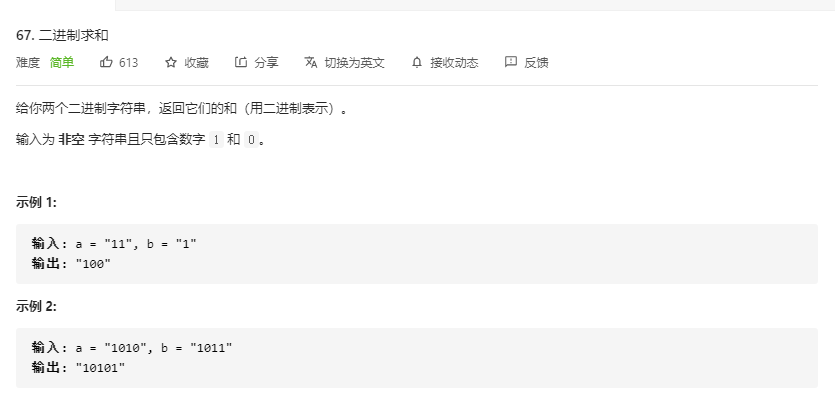 67. 二进制求和
难度 简单 613 收藏 分享 切换为英文 接收动态 反馈
给你两个二进制字符串，返回它们的和（用二进制表示）。
输入为 非空 字符串且只包含数字 1 和 0。
示例 1:
输入: a = "11", b = "1"
输出: "100"
示例 2:
输入: a = "1010", b = "1011"
输出: "10101"